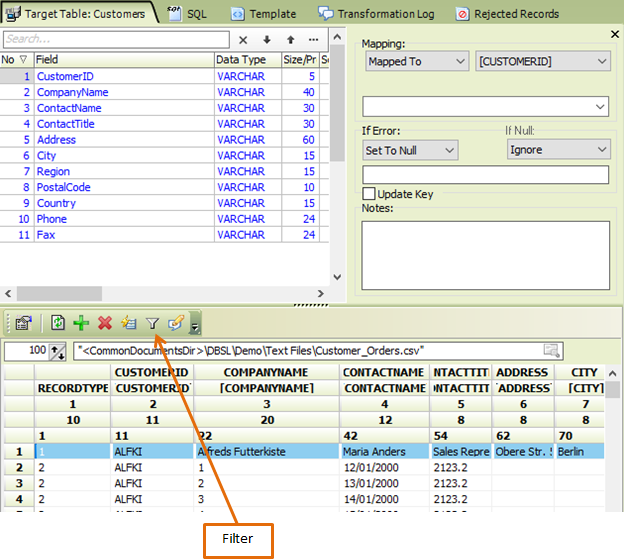 Target Table: Customers SQL Template Transformation Log Rejected Records
Search...
No Field Data Type Size/Pr Sc
1 CustomerID VARCHAR 5
2 CompanyName VARCHAR 40
3 ContactName VARCHAR 30
4 ContactTitle VARCHAR 30
5 Address VARCHAR 60
6 City VARCHAR 15
7 Region VARCHAR 15
8 PostalCode VARCHAR 10
9 Country VARCHAR 15
10 Phone VARCHAR 24
11 Fax VARCHAR 24
Mapping:
Mapped To [CUSTOMERID]
If Error: If Null:
Set To Null Ignore
Update Key
Notes:
100 "<CommonDocumentsDir>\DBSL\Demo\Text Files\Customer_Orders.csv"
CUSTOMERID COMPANYNAME CONTACTNAME NTACTTIT ADDRESS CITY
RECORDTYPE CUSTOMERID [COMPANYNAME] CONTACTNAME NTACTTIT ADDRESS [CITY]
1 2 3 4 5 6 7
10 11 20 12 8 8 8
1 11 22 42 54 62 70
1 1 ALFKI Alfreds Futterkiste Maria Anders Sales Repre Obere Str. 5 Berlin
2 2 ALFKI 1 12/01/2000 2123.2
3 2 ALFKI 2 13/01/2000 2123.2
4 2 ALFKI 3 14/01/2000 2123.2
Filter